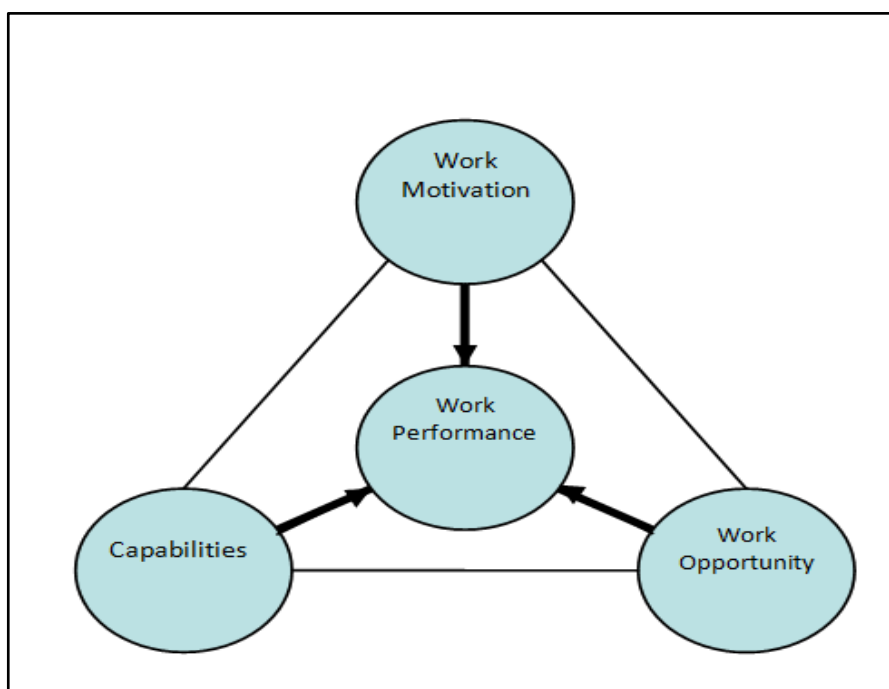 Work
Motivation
Work
Performance
Capabilities
Work
Opportunity